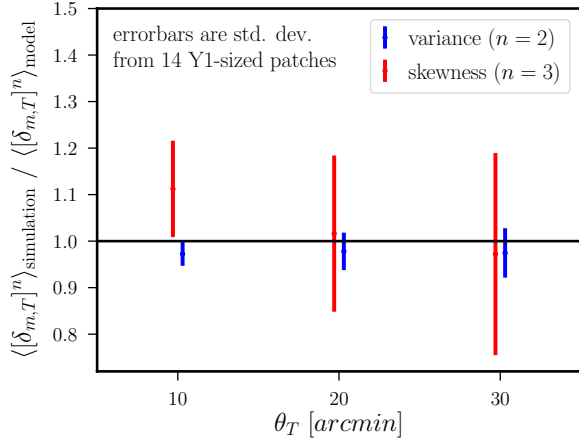 ⟨[δ_{m,T}]^n⟩_simulation / ⟨[δ_{m,T}]^n⟩_model
1.5
1.4
1.3
1.2
1.1
1.0
0.9
0.8
errorbars are std. dev.
from 14 Y1-sized patches
variance (n = 2)
skewness (n = 3)
10
20
30
θ_T [arcmin]